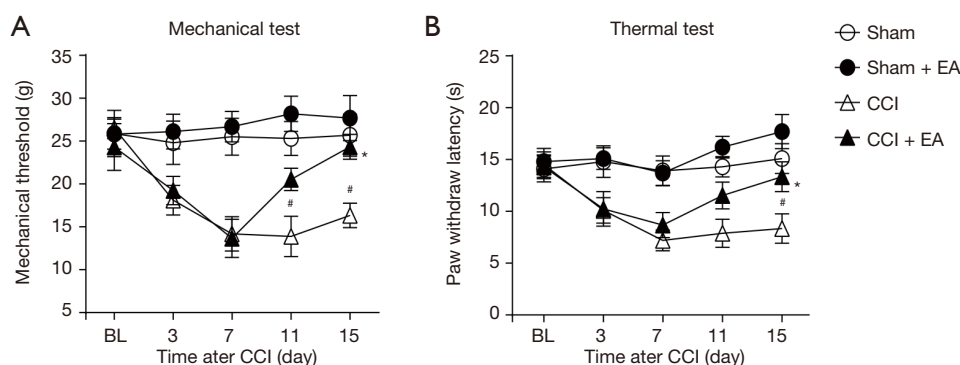 A
Mechanical test
Mechanical threshold (g)
35
30
25
20
15
10
5
*
#
#
BL 3 7 11 15
Time ater CCI (day)
B
Thermal test
Paw withdraw latency (s)
25
20
15
10
5
0
*
#
BL 3 7 11 15
Time ater CCI (day)
Sham
Sham + EA
CCI
CCI + EA